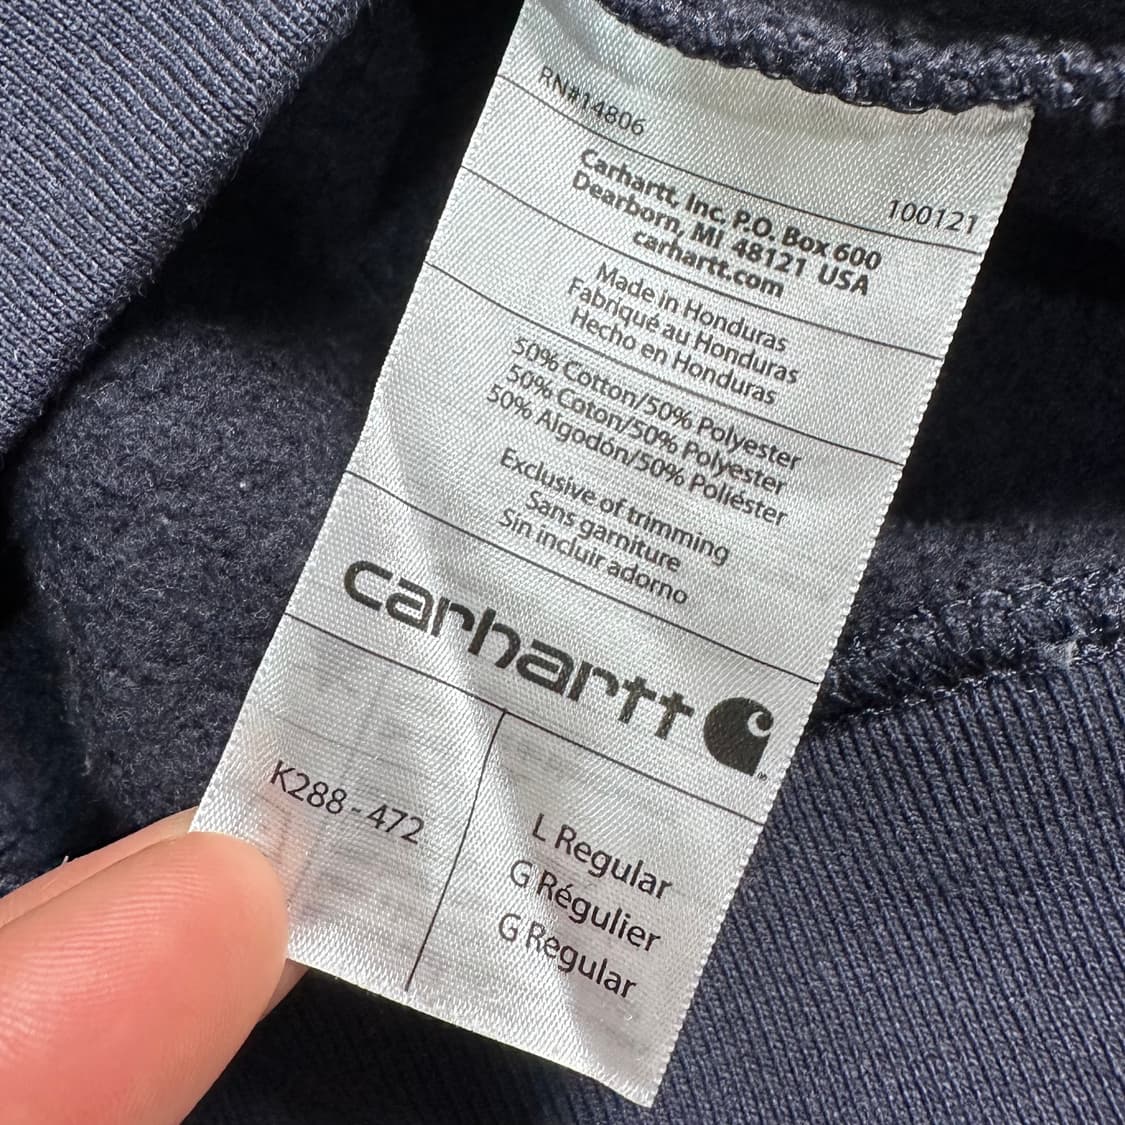 RN#14806
100121
Carhartt, Inc. P.O. Box 600
Dearborn, MI 48121 USA
carhartt.com
Made in Honduras
Fabriqué au Honduras
Hecho en Honduras
50% Cotton/50% Polyester
50% Coton/50% Polyester
50% Algodón/50% Poliéster
Exclusive of trimming
Sans garniture
Sin incluir adorno
carhartt
K288 - 472
L Regular
G Régulier
G Regular